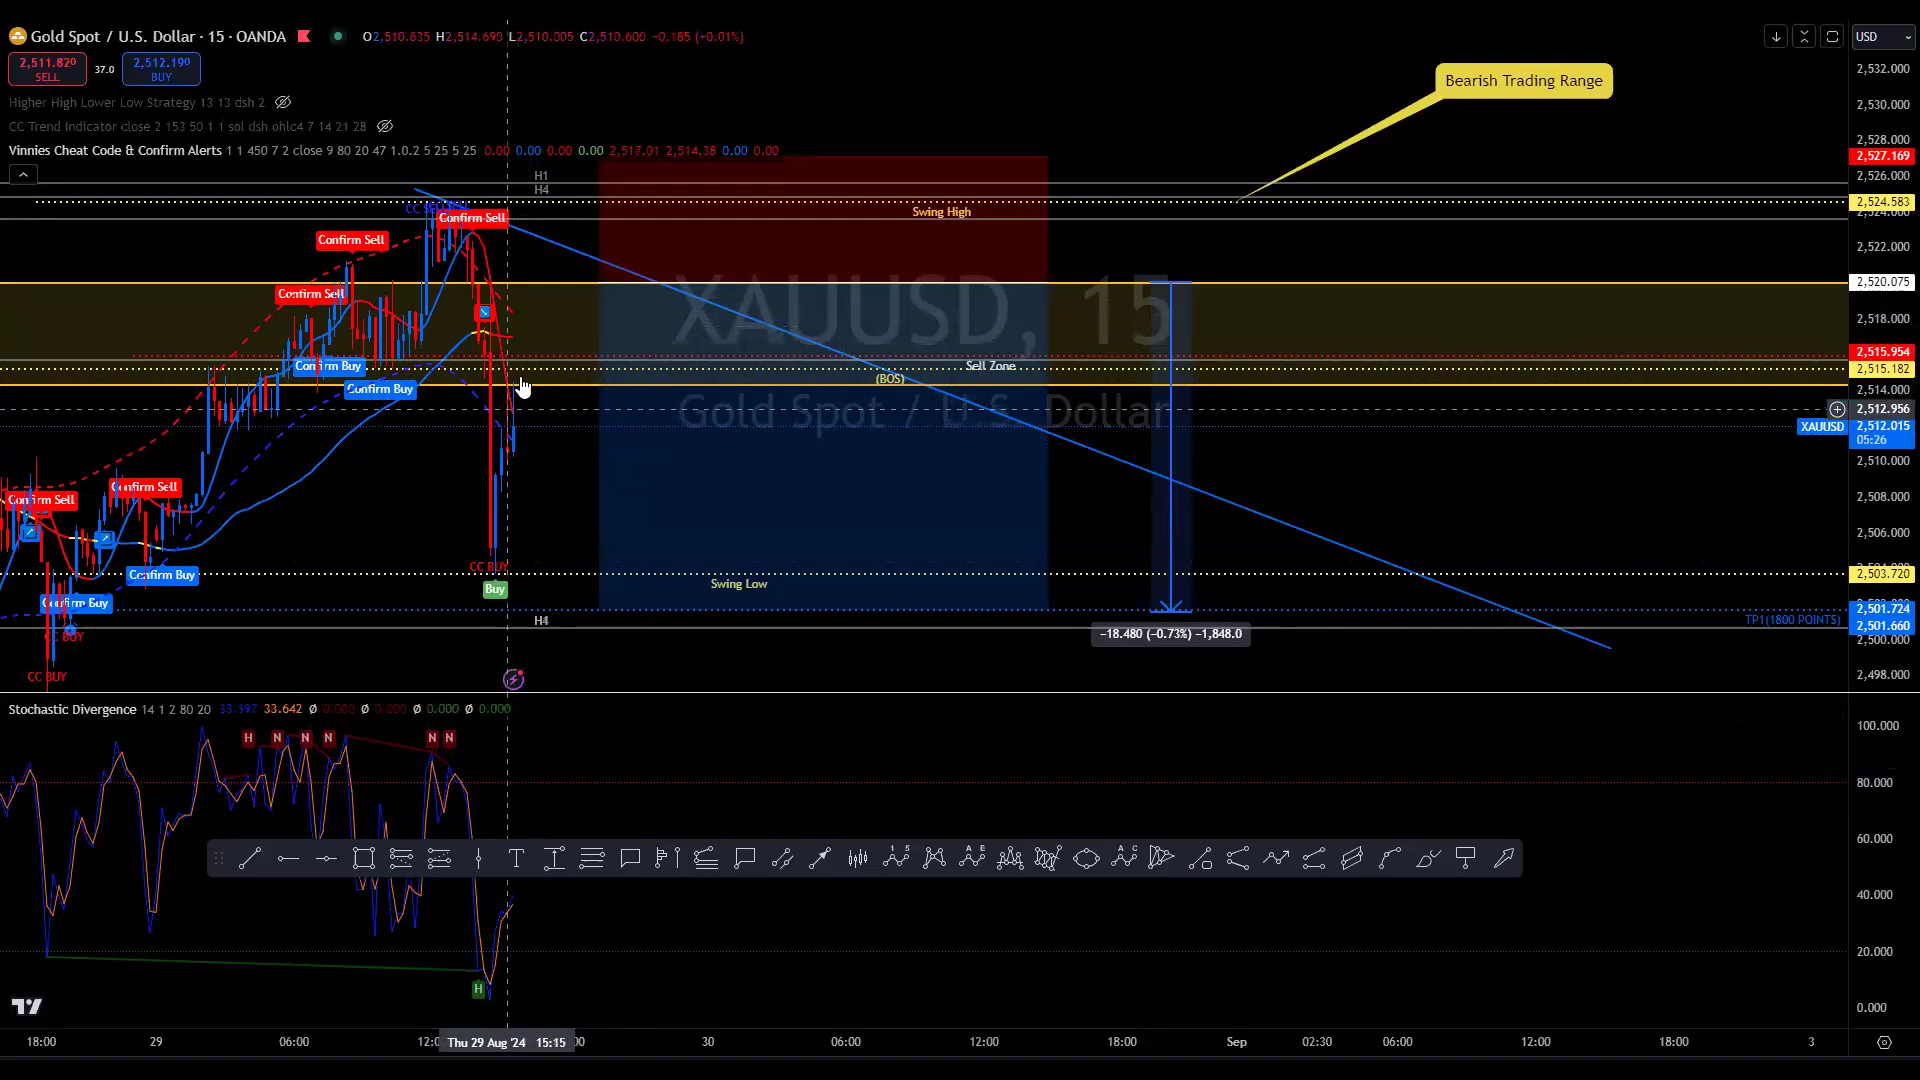 Gold Spot / U.S. Dollar · 15 · OANDA
O2,510.835 H2,514.690 L2,510.005 C2,510.600 −0.185 (+0.01%)
USD
2,511.820
SELL
37.0
2,512.190
BUY
Higher High Lower Low Strategy 13 13 dsh 2
CC Trend Indicator close 2 153 50 1 1 sol dsh ohlc4 7 14 21 28
Vinnies Cheat Code & Confirm Alerts 1 1 450 7 2 close 9 80 20 47 1.0.2 5 25 5 25 0.00 0.00 0.00 0.00 2,517.01 2,514.38 0.00 0.00
Bearish Trading Range
H1
H4
Confirm Sell
Swing High
Confirm Sell
Confirm Sell
XAUUSD, 15
Gold Spot / U.S. Dollar
Confirm Buy
Sell Zone
(BOS)
Confirm Buy
Confirm Sell
Confirm Sell
CC BUY
Confirm Buy
Buy
Swing Low
Confirm Buy
H4
TP1(1800 POINTS)
−18.480 (−0.73%) −1,848.0
CC BUY
2,532.000
2,530.000
2,528.000
2,527.169
2,526.000
2,524.583
2,524.000
2,522.000
2,520.075
2,518.000
2,515.954
2,515.182
2,514.000
2,512.956
XAUUSD 2,512.015
05:26
2,510.000
2,508.000
2,506.000
2,503.720
2,501.724
2,501.660
2,500.000
2,498.000
Stochastic Divergence 14 1 2 80 20 33.397 33.642 Ø 0.000 Ø 0.000 Ø 0.000 Ø 0.000
H N N N N N
H
100.000
80.000
60.000
40.000
20.000
0.000
18:00 29 06:00 Thu 29 Aug '24 15:15 30 06:00 12:00 18:00 Sep 02:30 06:00 12:00 18:00 3